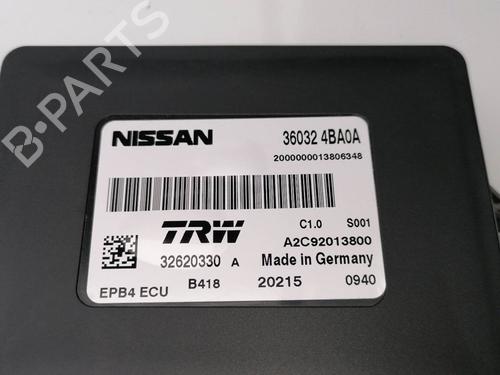 B-PARTS
NISSAN 36032 4BA0A
2000000013806348
TRW C1.0 S001
A2C92013800
32620330 A Made in Germany
EPB4 ECU B418 20215 0940